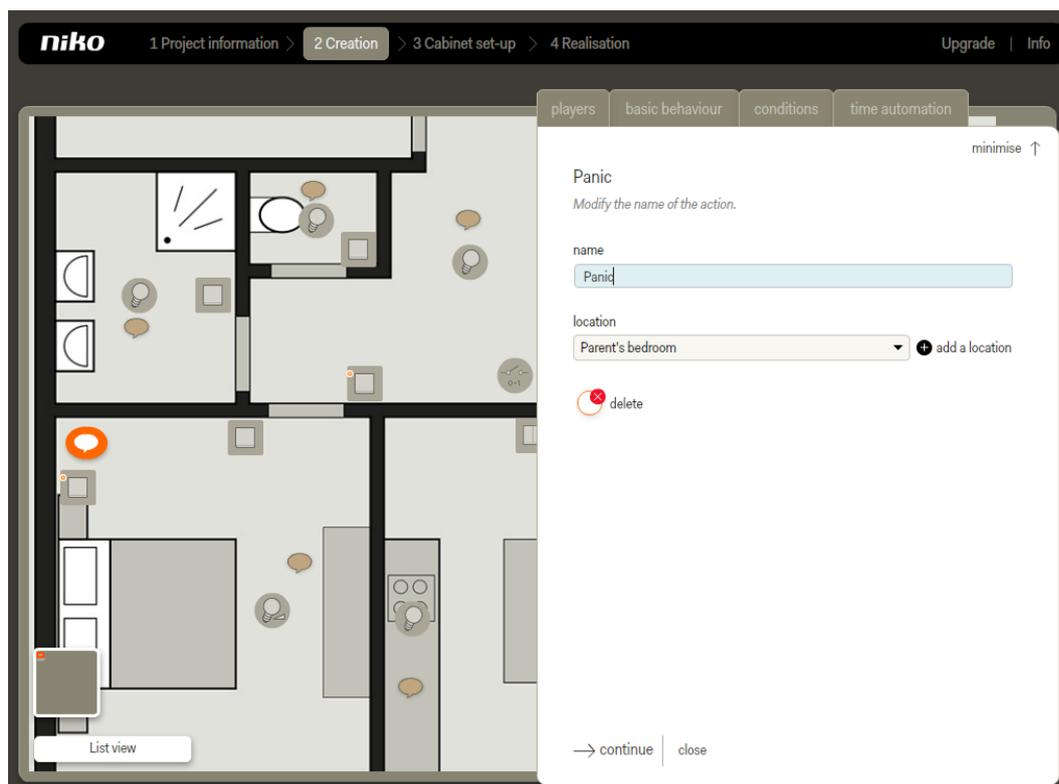 niko
1 Project information
2 Creation
3 Cabinet set-up
4 Realisation
Upgrade | Info
players
basic behaviour
conditions
time automation
minimise ↑
Panic
Modify the name of the action.
name
Panic
location
Parent's bedroom
add a location
delete
0-1
List view
→ continue
close